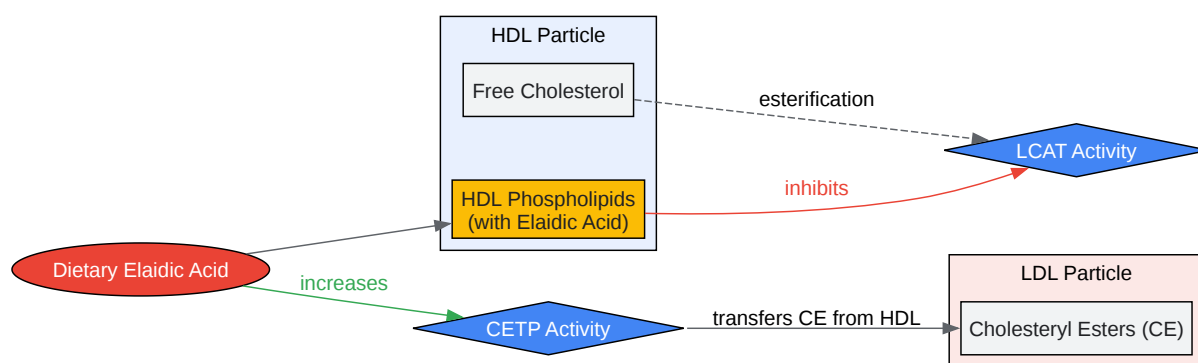 HDL Particle
Free Cholesterol
esterification
LCAT Activity
HDL Phospholipids
(with Elaidic Acid)
inhibits
Dietary Elaidic Acid
increases
CETP Activity
transfers CE from HDL
LDL Particle
Cholesteryl Esters (CE)